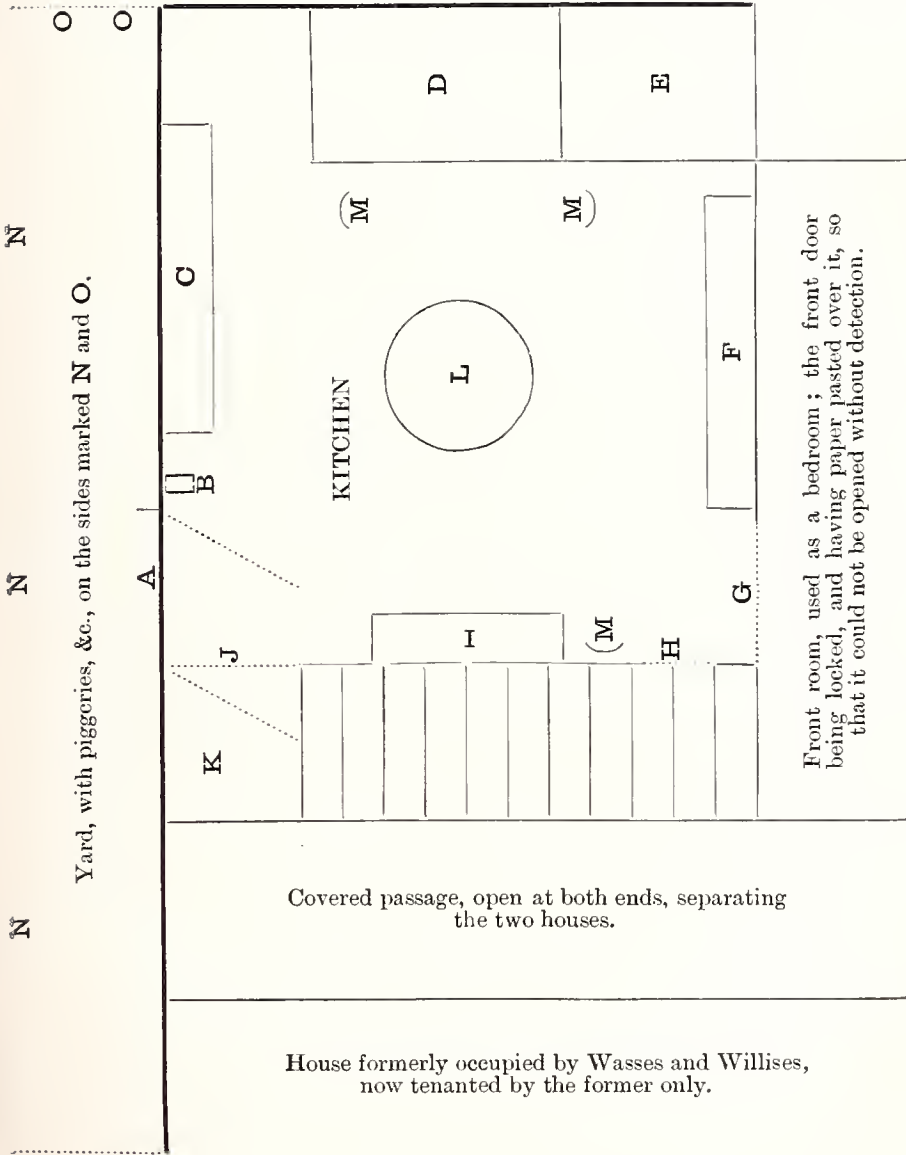 O O
N N N
Yard, with piggeries, &c., on the sides marked N and O.
A
B
C
D
E
F
G
H
I
J
K
L
(M
M)
(M
KITCHEN
Front room, used as a bedroom; the front door
being locked, and having paper pasted over it, so
that it could not be opened without detection.
Covered passage, open at both ends, separating
the two houses.
House formerly occupied by Wasses and Willises,
now tenanted by the former only.